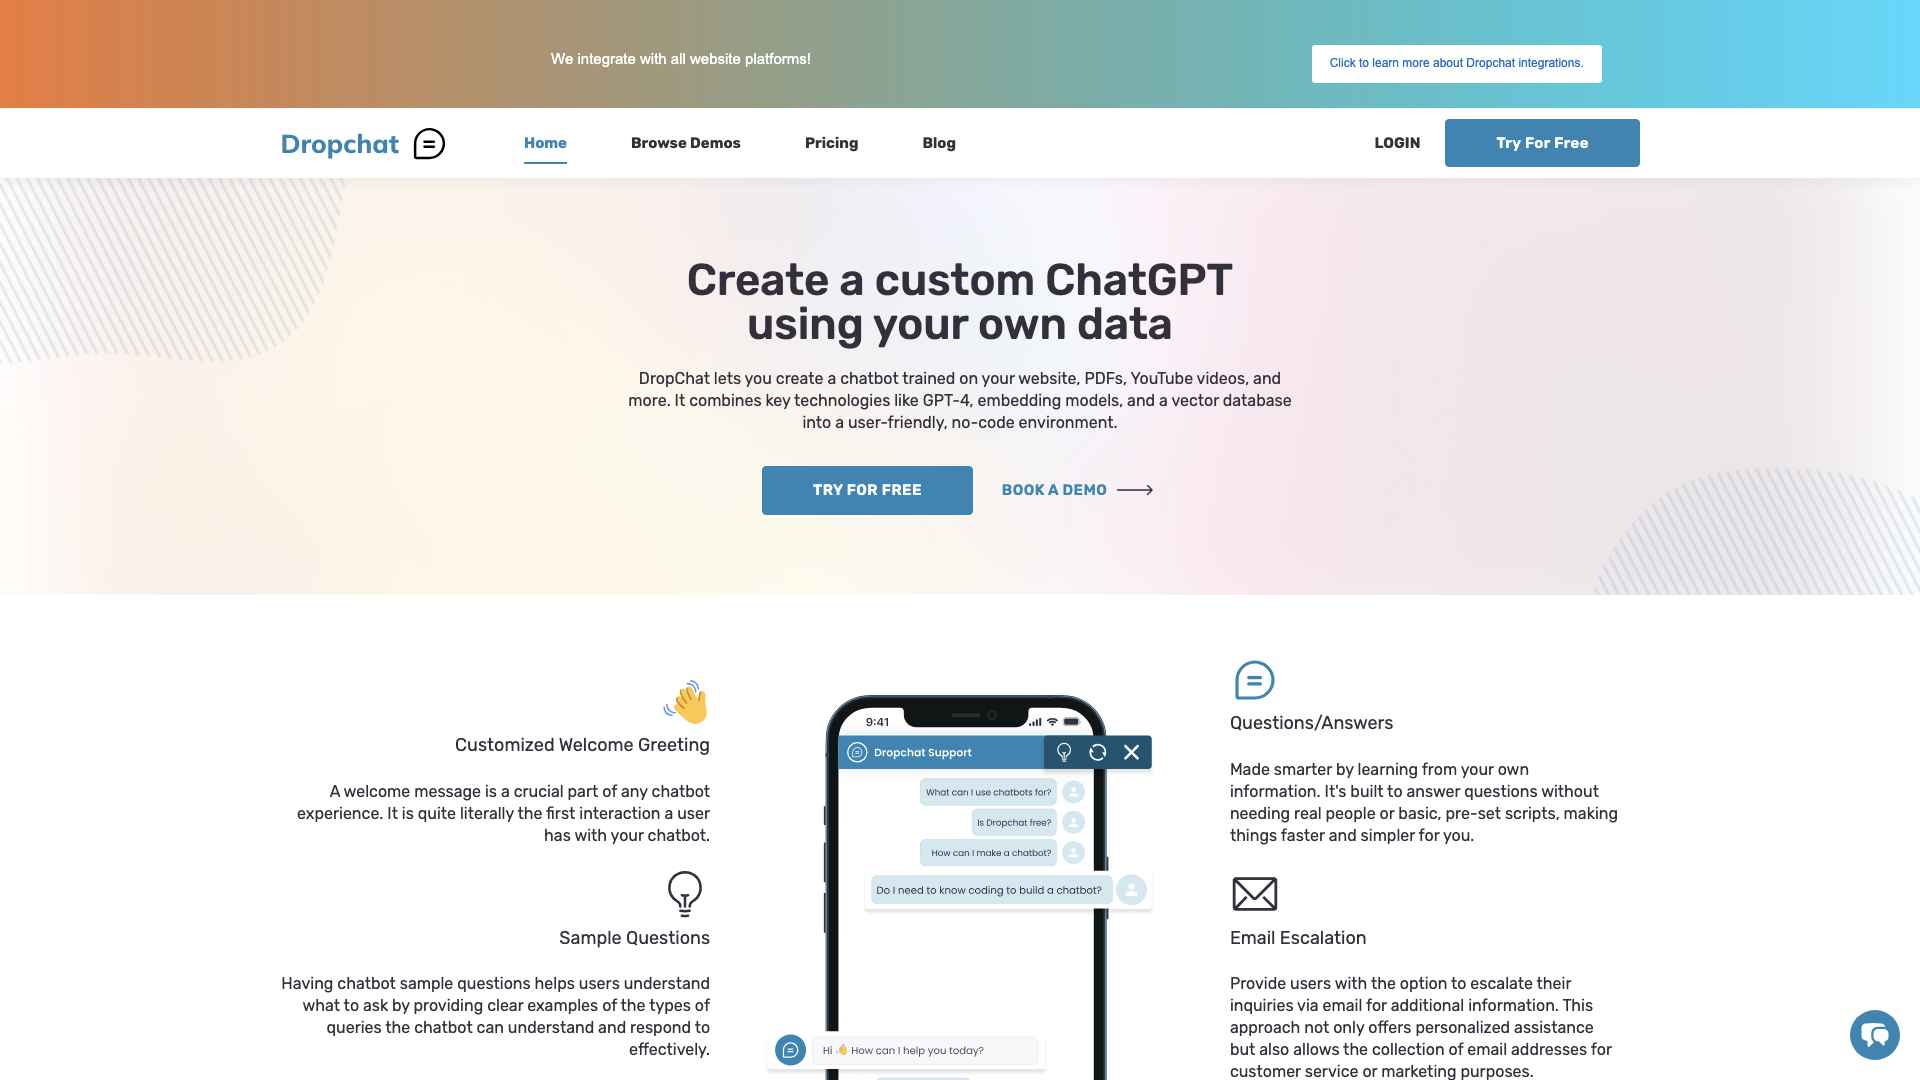 We integrate with all website platforms!
Click to learn more about Dropchat integrations.
Dropchat
Home
Browse Demos
Pricing
Blog
LOGIN
Try For Free
Create a custom ChatGPT
using your own data
DropChat lets you create a chatbot trained on your website, PDFs, YouTube videos, and
more. It combines key technologies like GPT-4, embedding models, and a vector database
into a user-friendly, no-code environment.
TRY FOR FREE
BOOK A DEMO
Customized Welcome Greeting
A welcome message is a crucial part of any chatbot
experience. It is quite literally the first interaction a user
has with your chatbot.
Sample Questions
Having chatbot sample questions helps users understand
what to ask by providing clear examples of the types of
queries the chatbot can understand and respond to
effectively.
9:41
Dropchat Support
What can I use chatbots for?
Is Dropchat free?
How can I make a chatbot?
Do I need to know coding to build a chatbot?
Hi 👋 How can I help you today?
Questions/Answers
Made smarter by learning from your own
information. It's built to answer questions without
needing real people or basic, pre-set scripts, making
things faster and simpler for you.
Email Escalation
Provide users with the option to escalate their
inquiries via email for additional information. This
approach not only offers personalized assistance
but also allows the collection of email addresses for
customer service or marketing purposes.